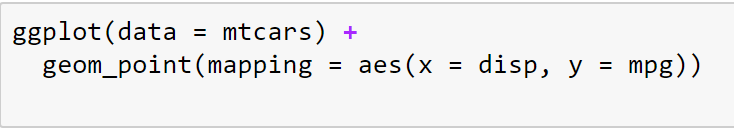 ggplot(data = mtcars) +
  geom_point(mapping = aes(x = disp, y = mpg))